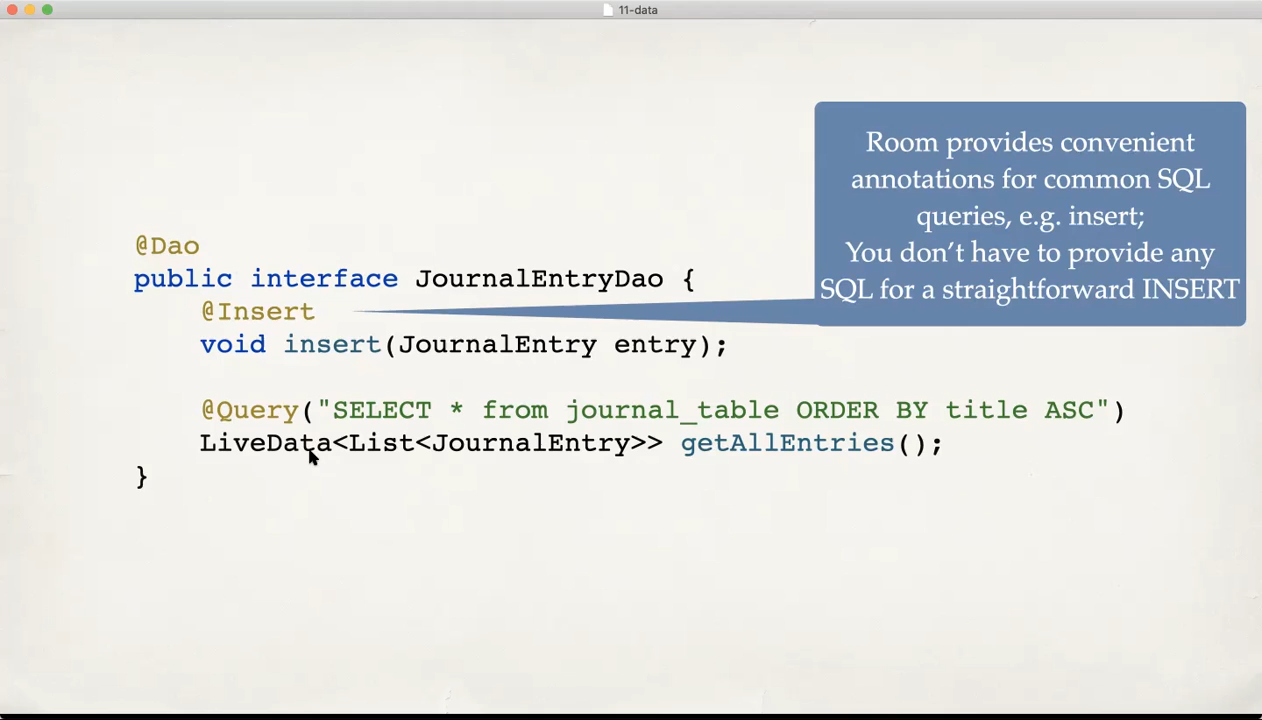 11-data
Room provides convenient
annotations for common SQL
queries, e.g. insert;
You don’t have to provide any
SQL for a straightforward INSERT
@Dao
public interface JournalEntryDao {
@Insert
void insert(JournalEntry entry);
@Query("SELECT * from journal_table ORDER BY title ASC")
LiveData<List<JournalEntry>> getAllEntries();
}